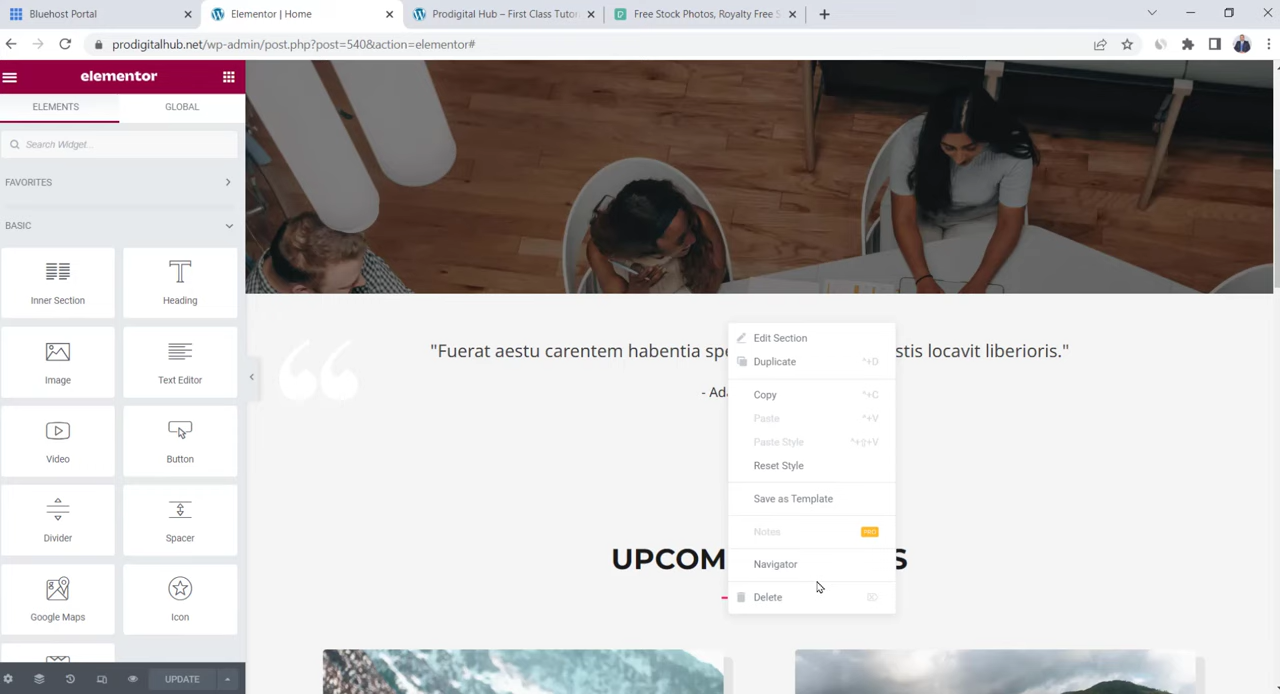 Bluehost Portal
Elementor | Home
Prodigital Hub – First Class Tutor
Free Stock Photos, Royalty Free S
prodigitalhub.net/wp-admin/post.php?post=540&action=elementor#
elementor
ELEMENTS
GLOBAL
Search Widget...
FAVORITES
BASIC
Inner Section
Heading
Image
Text Editor
Video
Button
Divider
Spacer
Google Maps
Icon
UPDATE
"Fuerat aestu carentem habentia spe
stis locavit liberioris."
- Ada
UPCOM
S
Edit Section
Duplicate ^+D
Copy ^+C
Paste ^+V
Paste Style ^+⇧+V
Reset Style
Save as Template
Notes PRO
Navigator
Delete